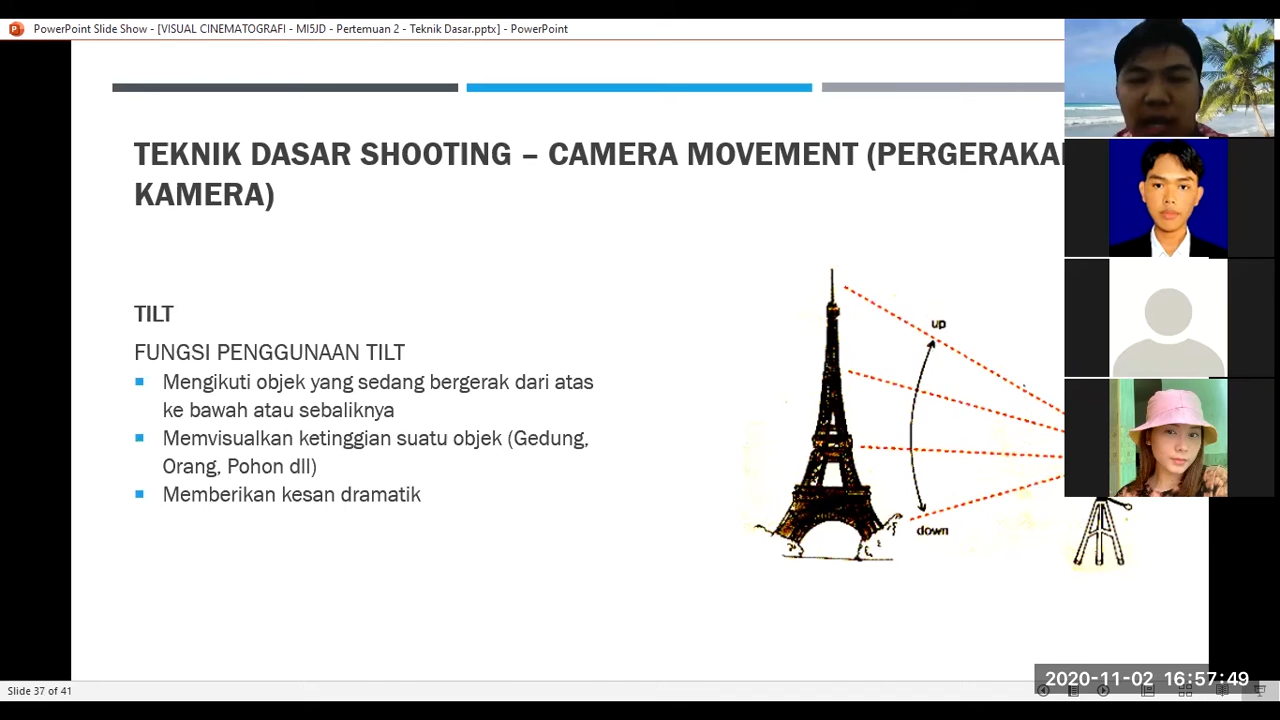 PowerPoint Slide Show - [VISUAL CINEMATOGRAFI - MI5JD - Pertemuan 2 - Teknik Dasar.pptx] - PowerPoint
TEKNIK DASAR SHOOTING – CAMERA MOVEMENT (PERGERAKA
KAMERA)
TILT
FUNGSI PENGGUNAAN TILT
Mengikuti objek yang sedang bergerak dari atas
ke bawah atau sebaliknya
Memvisualkan ketinggian suatu objek (Gedung,
Orang, Pohon dll)
Memberikan kesan dramatik
up
down
Slide 37 of 41
2020-11-02 16:57:49